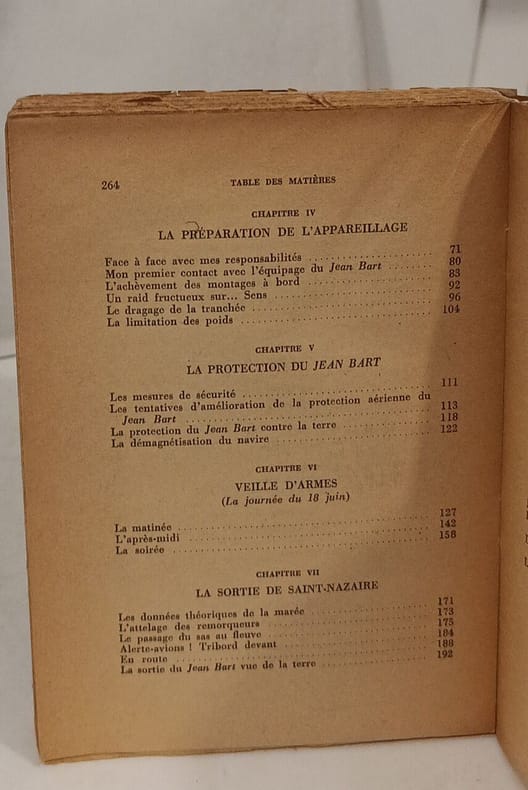 264 TABLE DES MATIÈRES
CHAPITRE IV
LA PRÉPARATION DE L'APPAREILLAGE
Face à face avec mes responsabilités .................. 71
Mon premier contact avec l'équipage du Jean Bart ........ 80
L'achèvement des montages à bord .................. 83
Un raid fructueux sur... Sens .................. 92
Le dragage de la tranchée .................. 96
La limitation des poids .................. 104
CHAPITRE V
LA PROTECTION DU JEAN BART
Les mesures de sécurité .................. 111
Les tentatives d'amélioration de la protection aérienne du
Jean Bart .................. 113
La protection du Jean Bart contre la terre .................. 118
La démagnétisation du navire .................. 122
CHAPITRE VI
VEILLE D'ARMES
(La journée du 18 juin)
La matinée .................. 127
L'après-midi .................. 142
La soirée .................. 158
CHAPITRE VII
LA SORTIE DE SAINT-NAZAIRE
Les données théoriques de la marée .................. 171
L'attelage des remorqueurs .................. 173
Le passage du sas au fleuve .................. 175
Alerte-avions ! Tribord devant .................. 184
En route .................. 188
La sortie du Jean Bart vue de la terre .................. 192